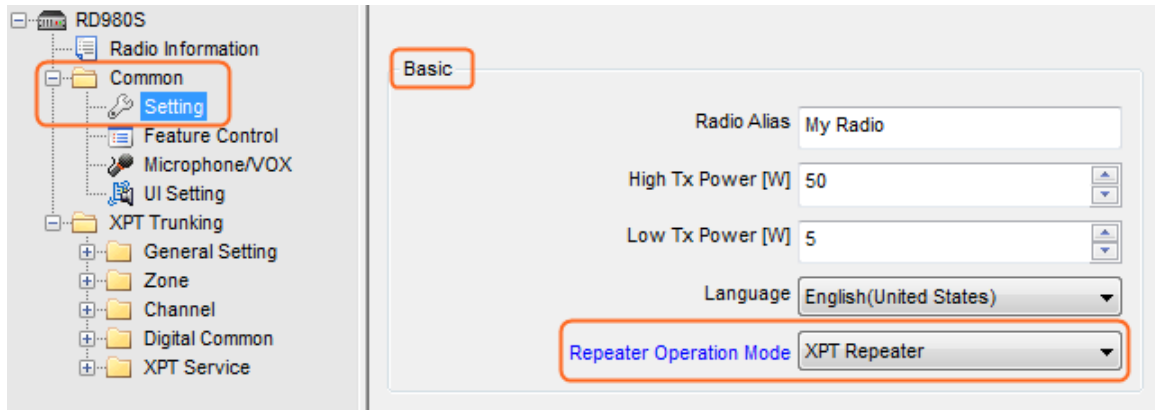 RD980S
Radio Information
Common
Setting
Feature Control
Microphone/VOX
UI Setting
XPT Trunking
General Setting
Zone
Channel
Digital Common
XPT Service
Basic
Radio Alias My Radio
High Tx Power [W] 50
Low Tx Power [W] 5
Language English(United States)
Repeater Operation Mode XPT Repeater